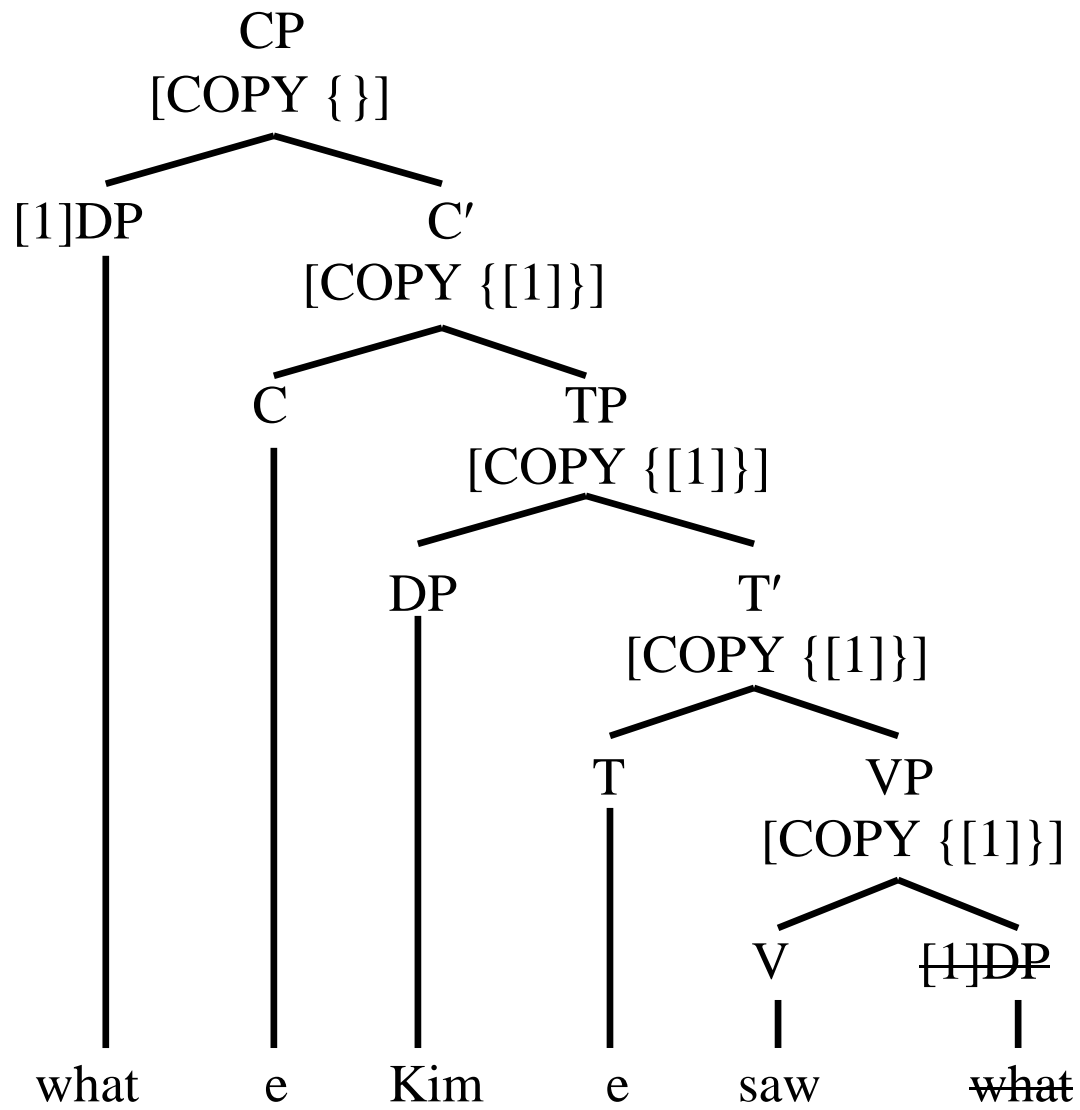 CP
[COPY {}]
[1]DP C′
[COPY {[1]}]
C TP
[COPY {[1]}]
DP T′
[COPY {[1]}]
T VP
[COPY {[1]}]
V [1]DP
what e Kim e saw what